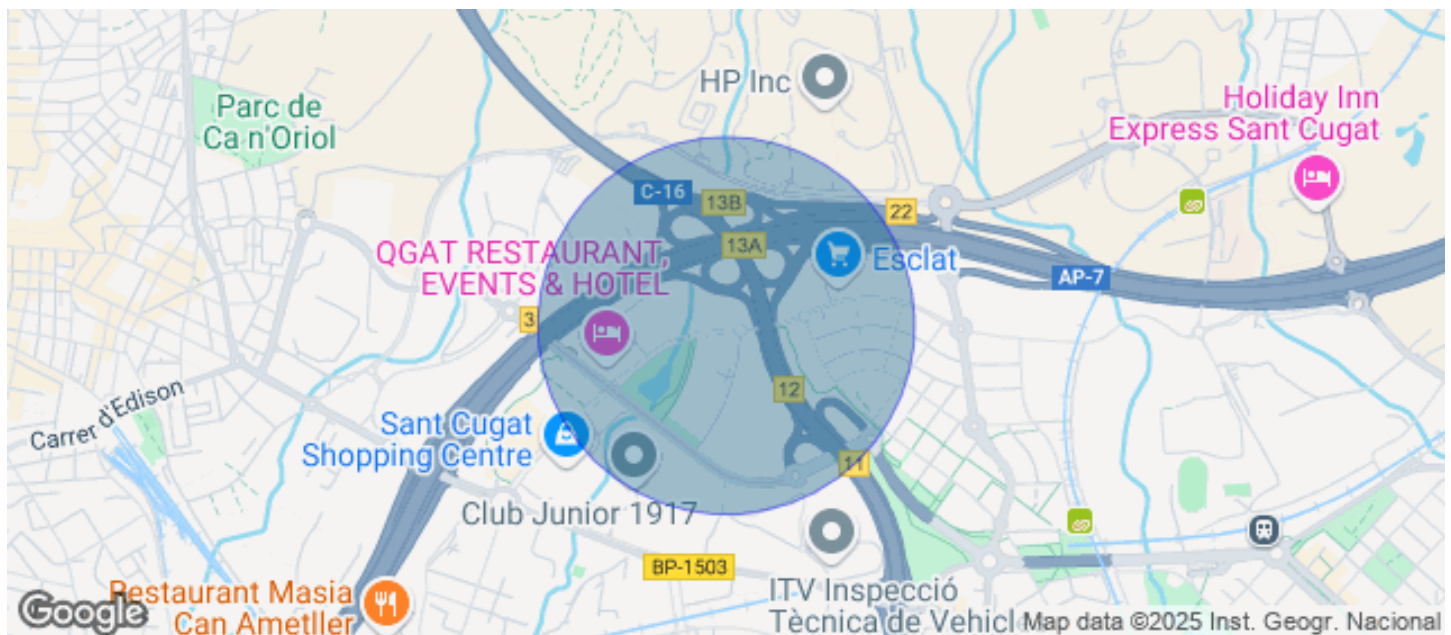 HP Inc
Holiday Inn
Express Sant Cugat
Parc de
Ca n'Oriol
C-16
13B
22
13A
QGAT RESTAURANT,
EVENTS & HOTEL
Esclat
AP-7
3
12
Carrer d'Edison
Sant Cugat
Shopping Centre
11
Club Junior 1917
BP-1503
Restaurant Masia
Can Ametller
ITV Inspecció
Tècnica de Vehicl
Google
Map data ©2025 Inst. Geogr. Nacional